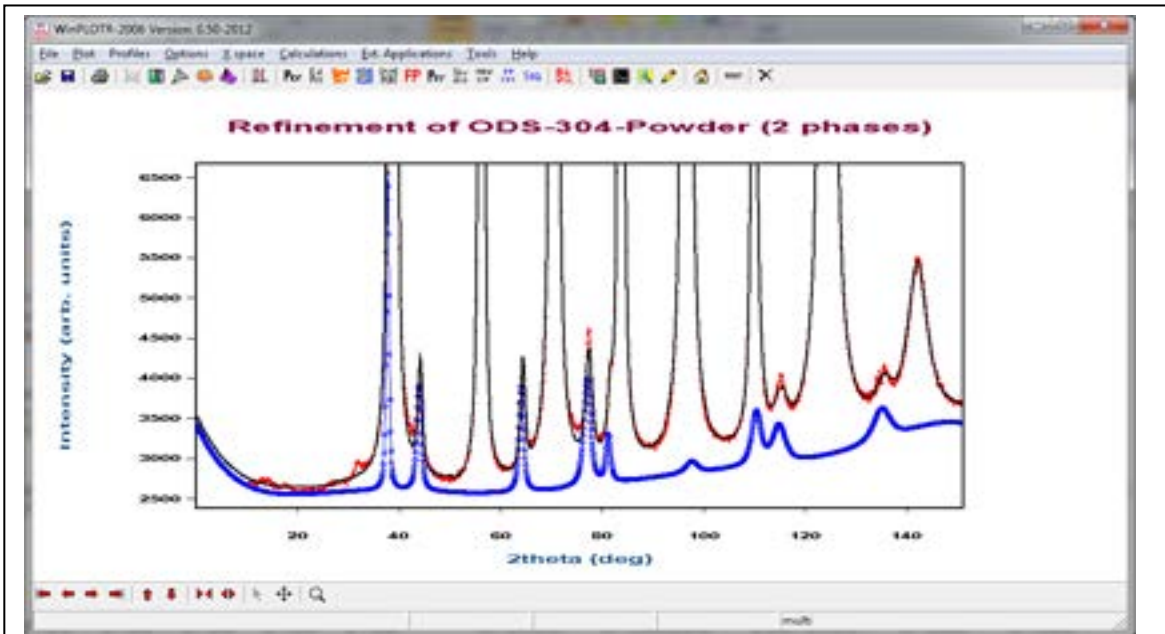 WinPLOTR-2006 Version: 0.50-2012
File Plot Profiles Options X space Calculations Ext. Applications Tools Help
FP
Refinement of ODS-304-Powder (2 phases)
Intensity (arb. units)
6500
6000
5500
5000
4500
4000
3500
3000
2500
20 40 60 80 100 120 140
2theta (deg)
multi